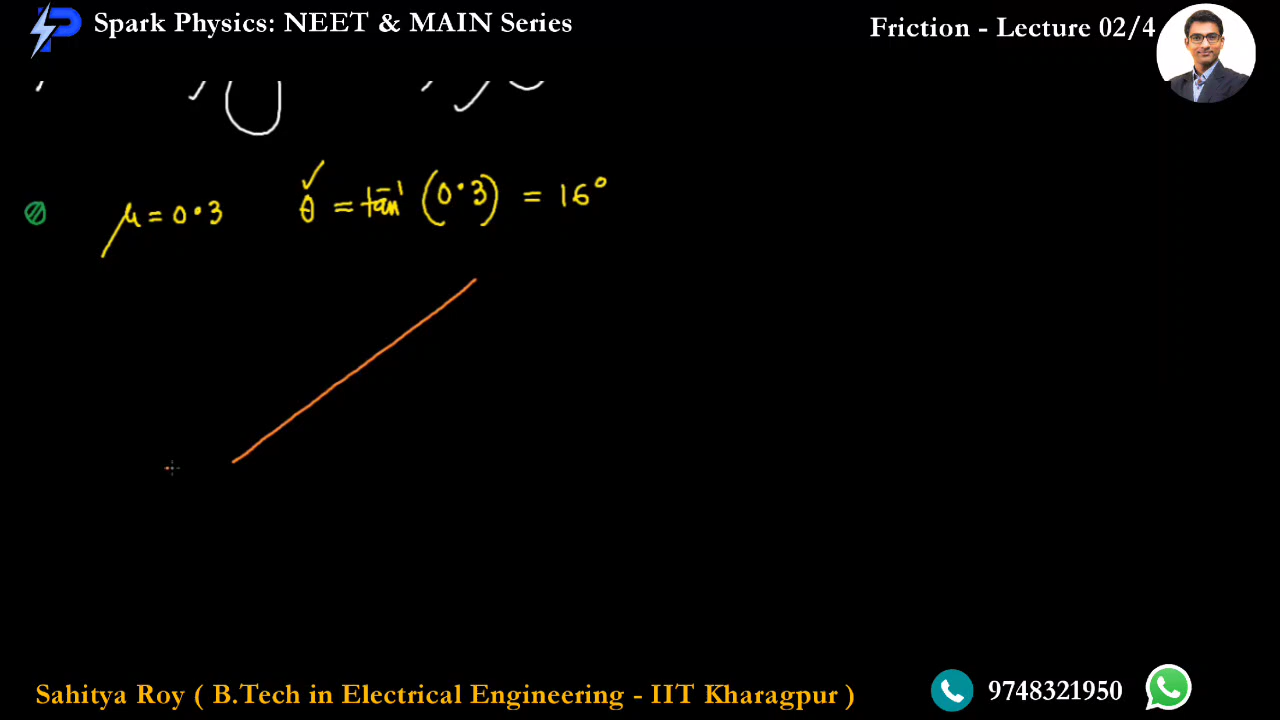 Spark Physics: NEET & MAIN Series
Friction - Lecture 02/4
μ = 0.3 θ = tan⁻¹ (0.3) = 16°
Sahitya Roy ( B.Tech in Electrical Engineering - IIT Kharagpur )
9748321950